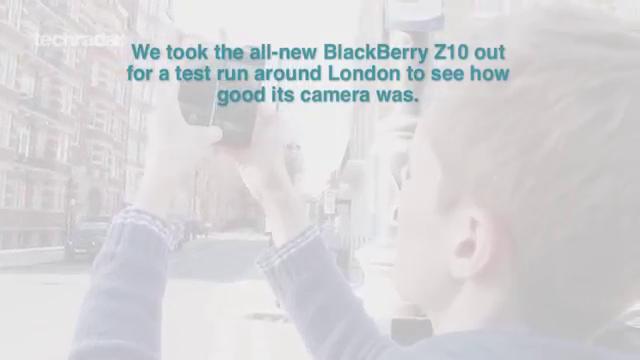 techradar.
We took the all-new BlackBerry Z10 out
for a test run around London to see how
good its camera was.